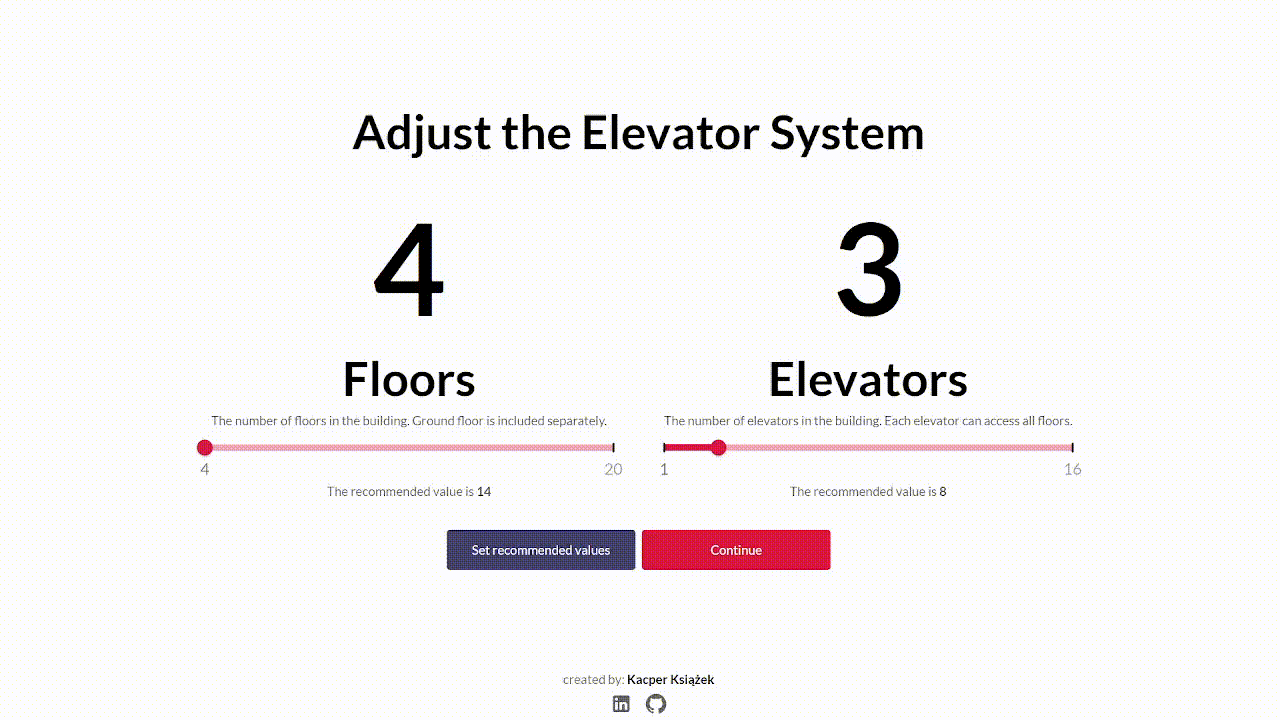 Adjust the Elevator System
4
3
Floors
Elevators
The number of floors in the building. Ground floor is included separately.
The number of elevators in the building. Each elevator can access all floors.
4
20
1
16
The recommended value is 14
The recommended value is 8
Set recommended values
Continue
created by: Kacper Książek
in